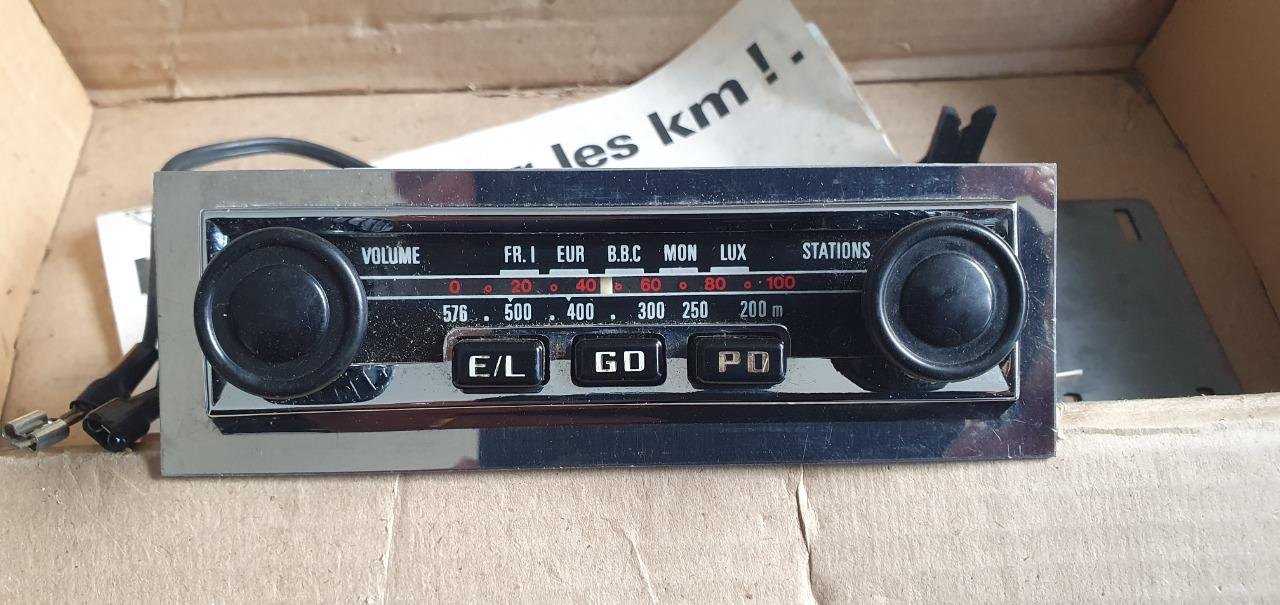 les km !.
VOLUME FR. I EUR B.B.C MON LUX STATIONS
0 20 40 60 80 100
576 . 500 . 400 . 300 250 200 m
E/L GO PO